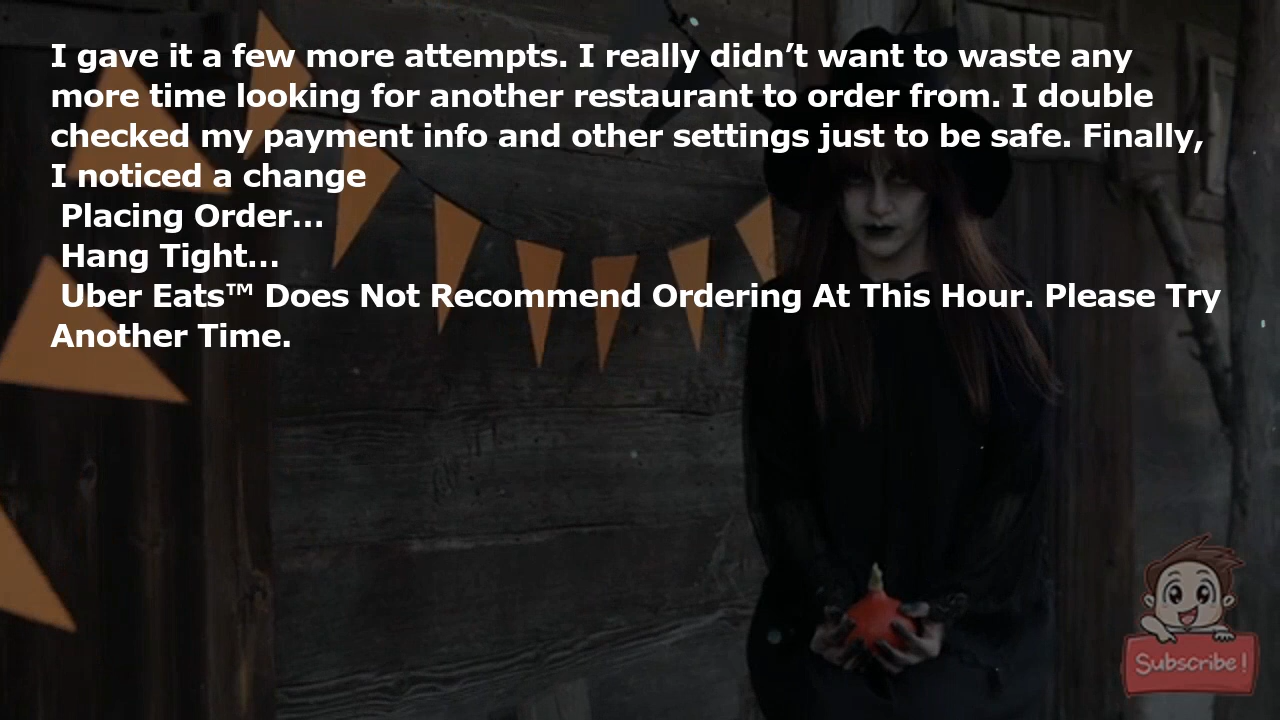 I gave it a few more attempts. I really didn’t want to waste any
more time looking for another restaurant to order from. I double
checked my payment info and other settings just to be safe. Finally,
I noticed a change
Placing Order...
Hang Tight...
Uber Eats™ Does Not Recommend Ordering At This Hour. Please Try
Another Time.
Subscribe!